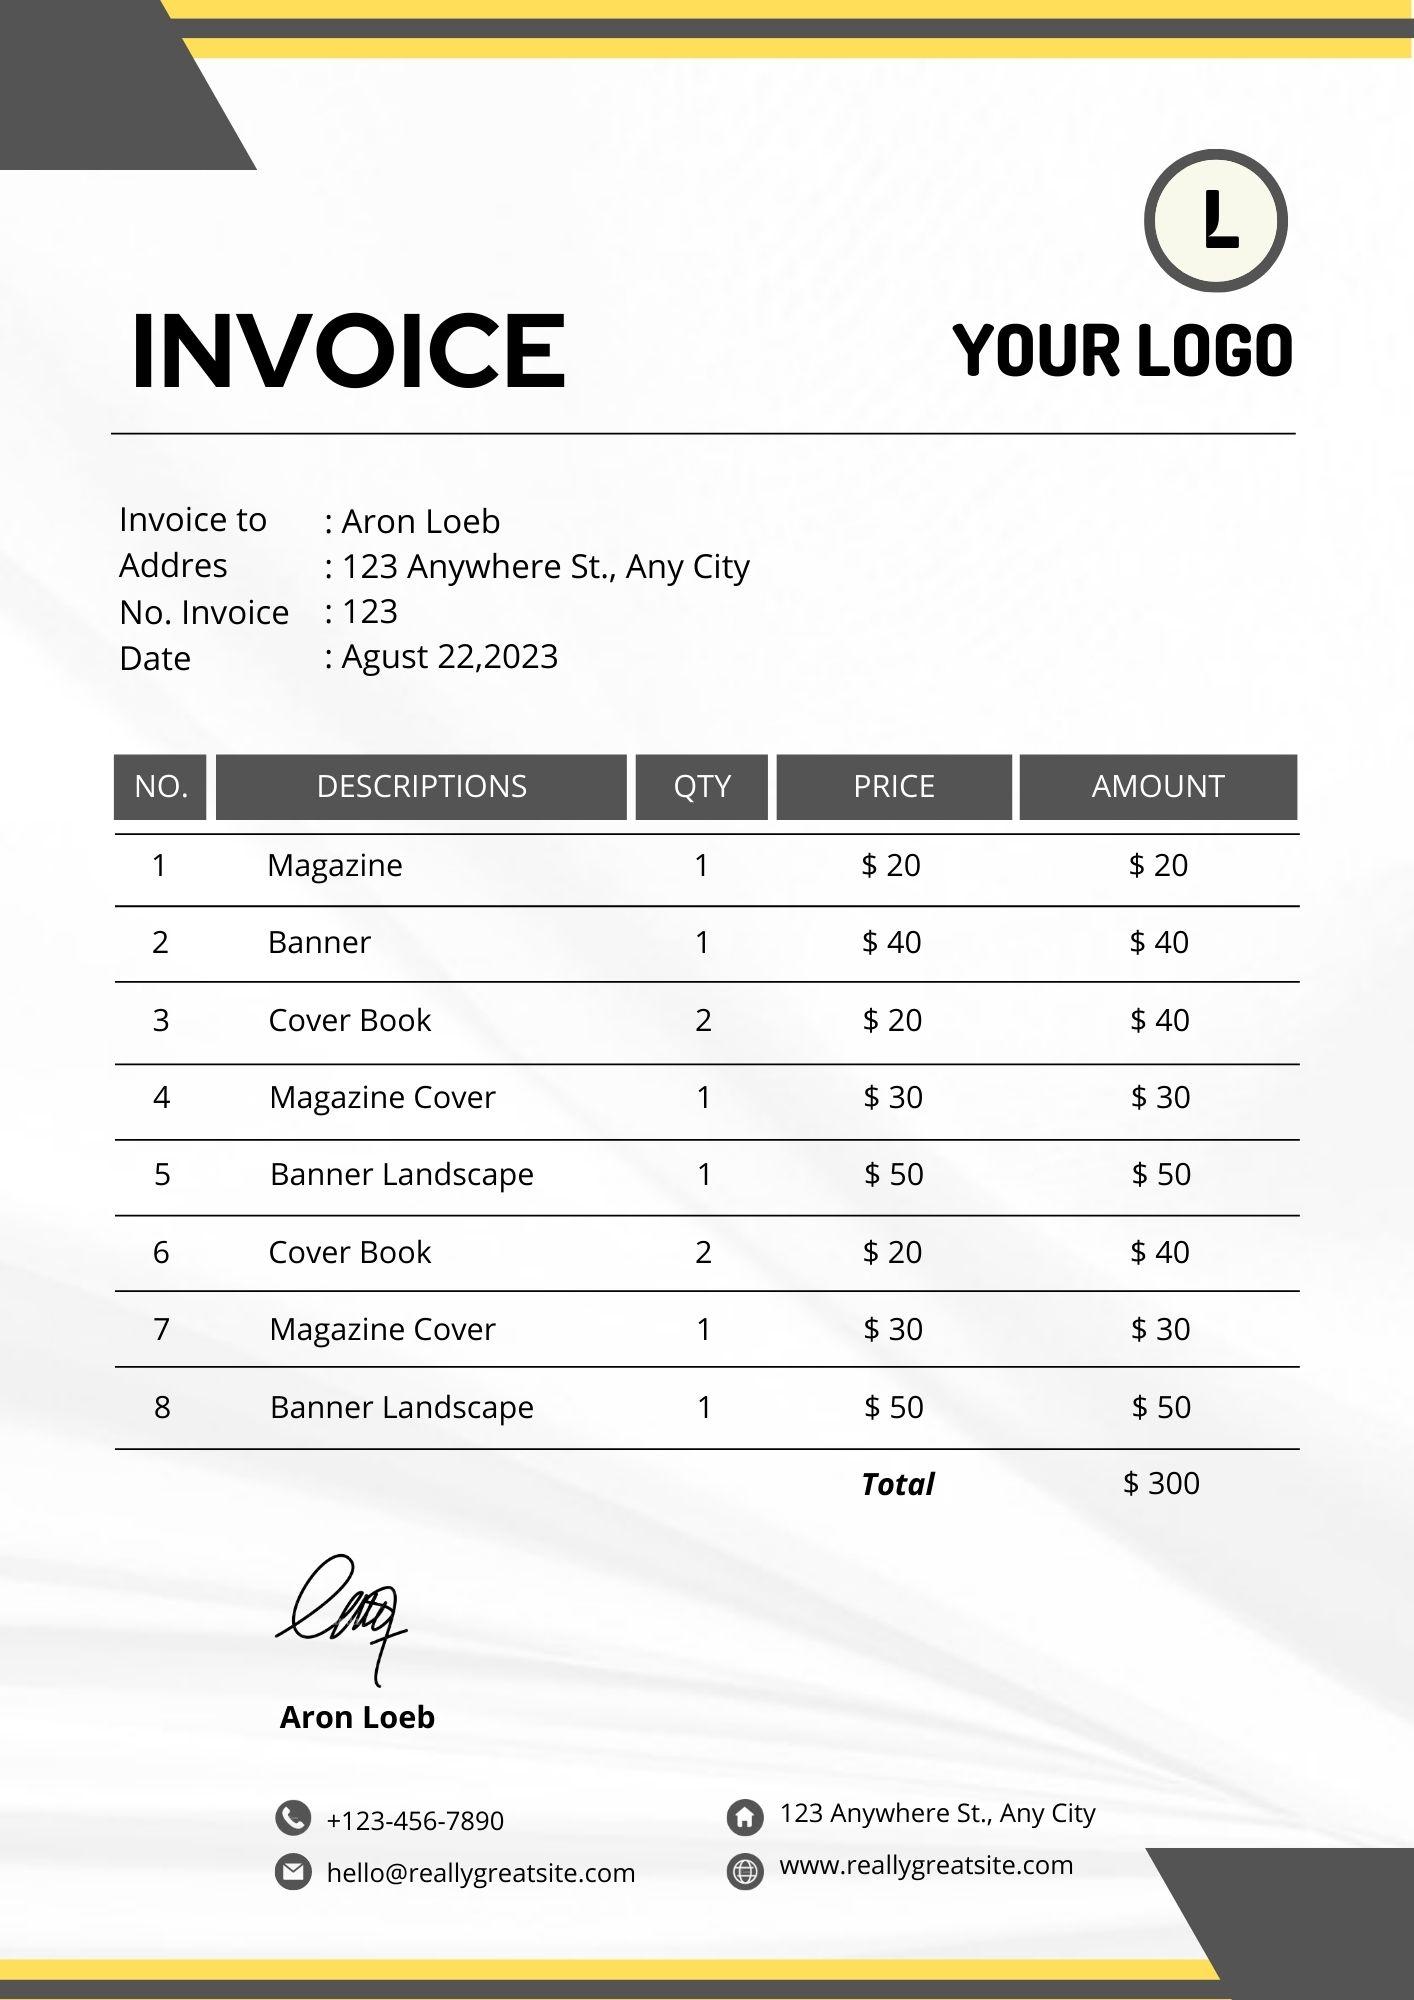 L
INVOICE YOUR LOGO
Invoice to : Aron Loeb
Addres : 123 Anywhere St., Any City
No. Invoice : 123
Date : Agust 22,2023
NO. DESCRIPTIONS QTY PRICE AMOUNT
1 Magazine 1 $ 20 $ 20
2 Banner 1 $ 40 $ 40
3 Cover Book 2 $ 20 $ 40
4 Magazine Cover 1 $ 30 $ 30
5 Banner Landscape 1 $ 50 $ 50
6 Cover Book 2 $ 20 $ 40
7 Magazine Cover 1 $ 30 $ 30
8 Banner Landscape 1 $ 50 $ 50
Total $ 300
Aron Loeb
+123-456-7890 123 Anywhere St., Any City
hello@reallygreatsite.com www.reallygreatsite.com